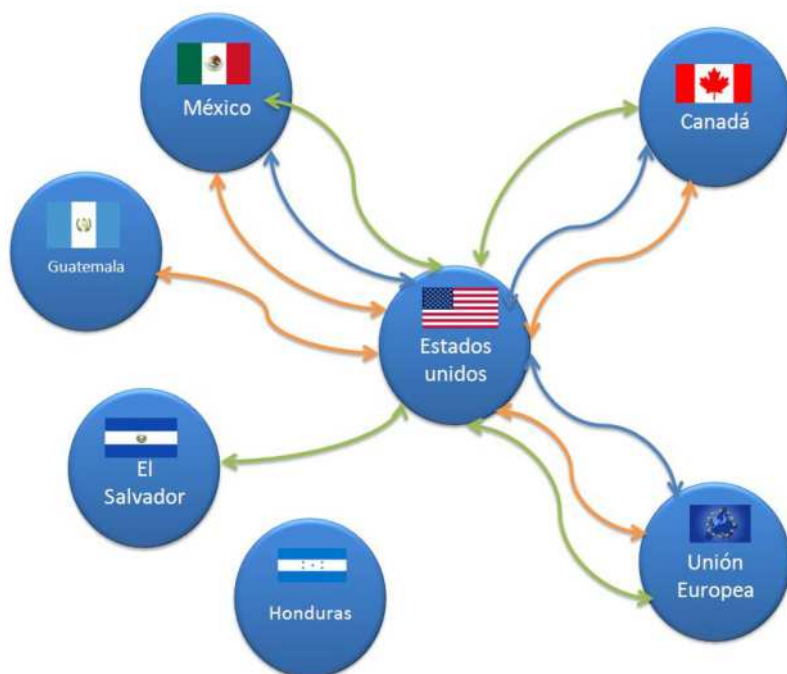 México
Canadá
Guatemala
Estados
unidos
El
Salvador
Unión
Europea
Honduras